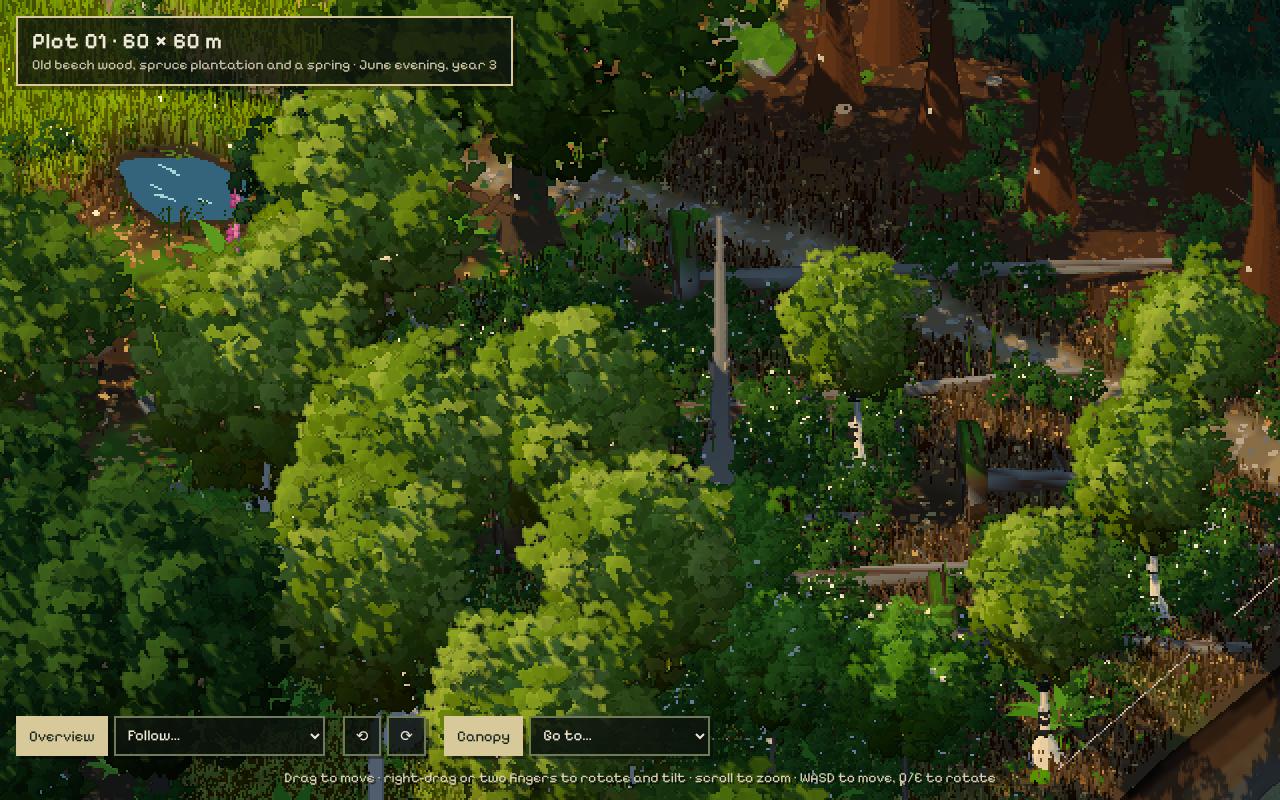 Plot 01 · 60 × 60 m
Old beech wood, spruce plantation and a spring · June evening, year 3
Overview
Follow...
⟲
⟳
Canopy
Go to...
Drag to move · right-drag or two fingers to rotate and tilt · scroll to zoom · WASD to move, Q/E to rotate